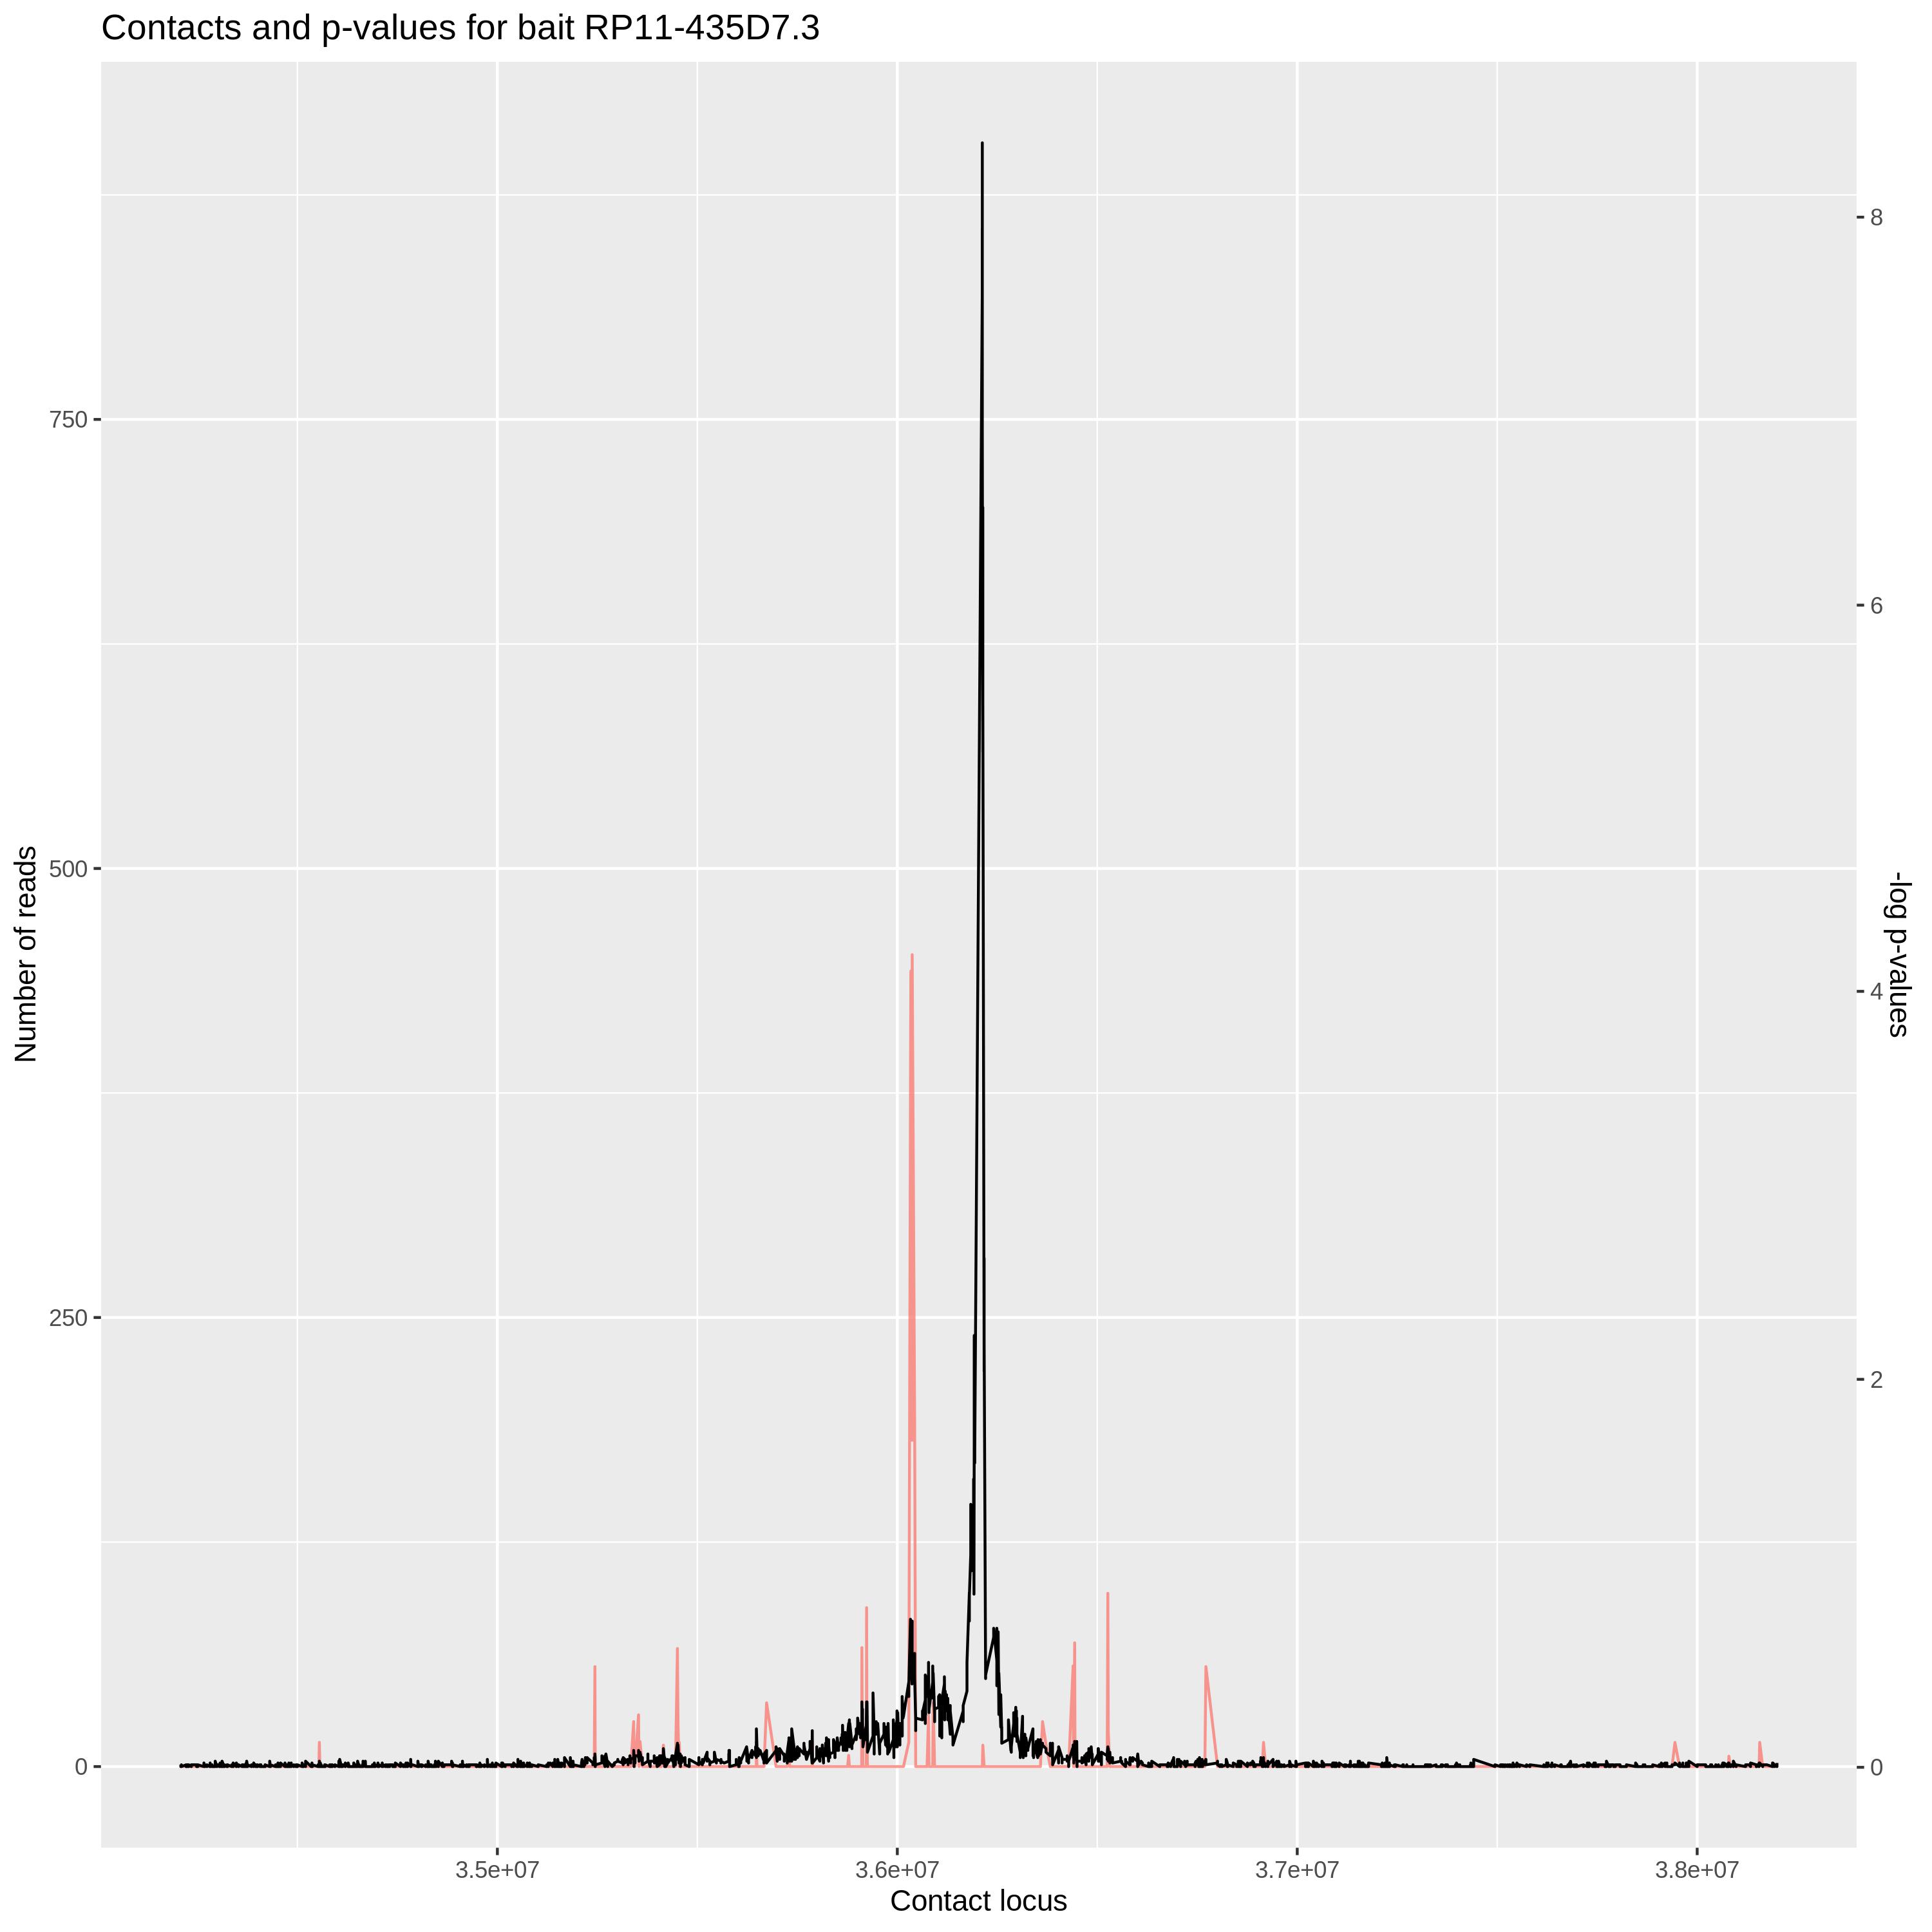 Contacts and p-values for bait RP11-435D7.3
Number of reads
750
500
250
0
8
6
4
2
0
-log p-values
3.5e+07
3.6e+07
3.7e+07
3.8e+07
Contact locus